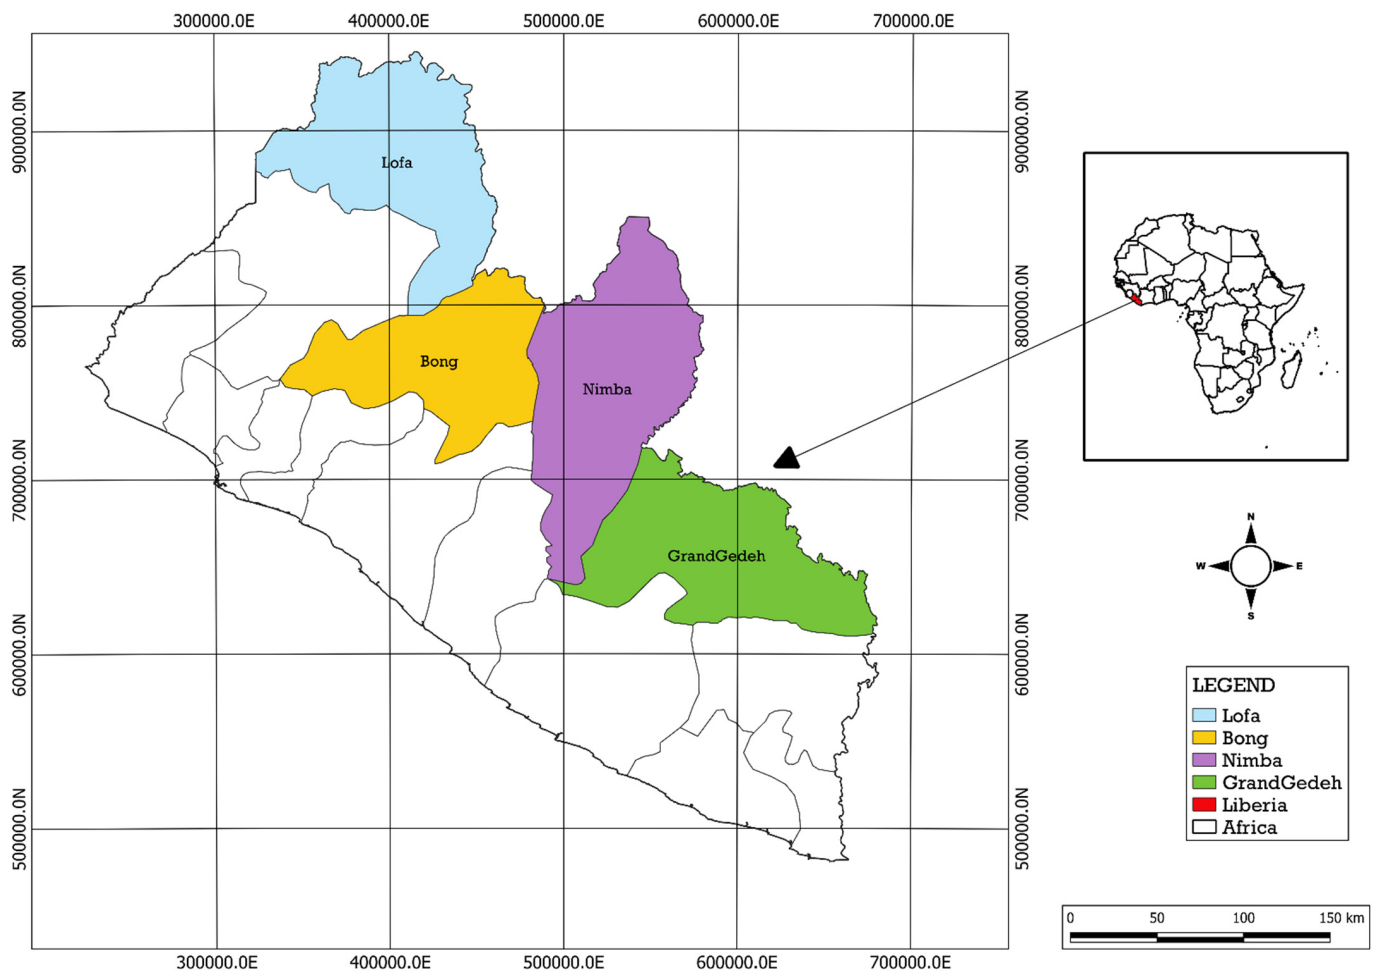 300000.0E 400000.0E 500000.0E 600000.0E 700000.0E
900000.0N
900000.0N
Lofa
800000.0N
800000.0N
Bong
Nimba
700000.0N
700000.0N
GrandGedeh
N
W E
S
600000.0N
600000.0N
LEGEND
Lofa
Bong
Nimba
GrandGedeh
Liberia
Africa
500000.0N
500000.0N
0 50 100 150 km
300000.0E 400000.0E 500000.0E 600000.0E 700000.0E